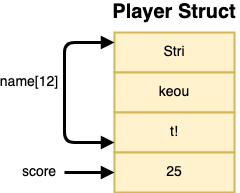 Player Struct
Stri
name[12]
keou
t!
score
25